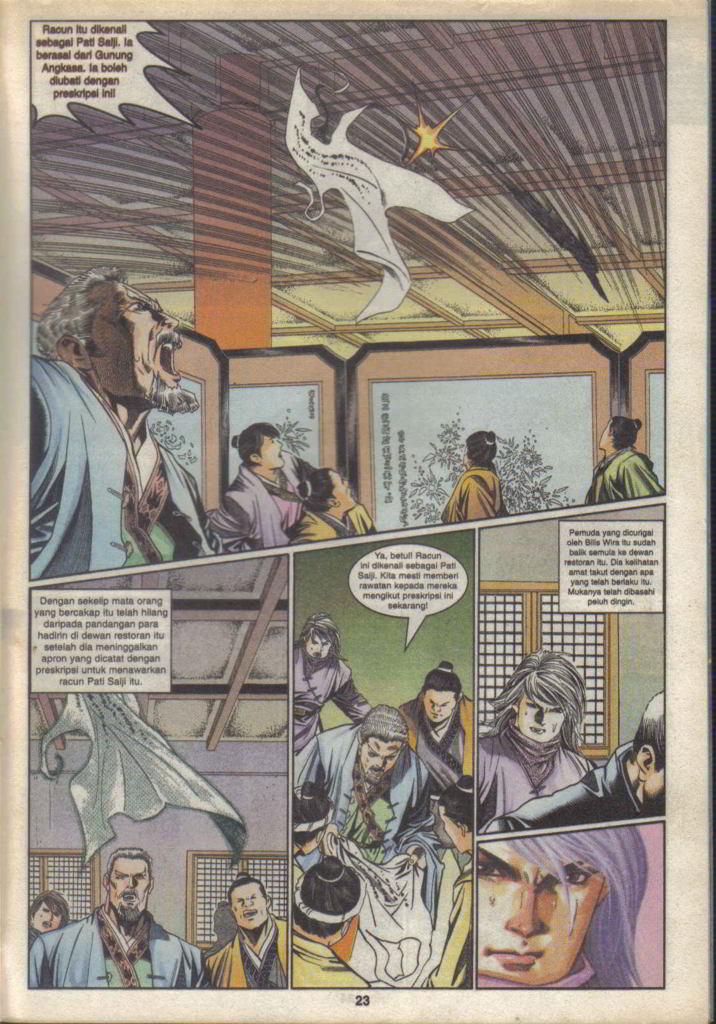 Racun itu dikenali
sebagai Pati Salji. Ia
berasal dari Gunung
Angkasa. Ia boleh
diubati dengan
preskripsi ini!
Dengan sekelip mata orang
yang bercakap itu telah hilang
daripada pandangan para
hadirin di dewan restoran itu
setelah dia meninggalkan
apron yang dicatat dengan
preskripsi untuk menawarkan
racun Pati Salji itu.
Ya, betul! Racun
ini dikenali sebagai Pati
Salji. Kita mesti memberi
rawatan kepada mereka
mengikut preskripsi ini
sekarang!
Pemuda yang dicurigai
oleh Bilis Wira itu sudah
balik semula ke dewan
restoran itu. Dia kelihatan
amat takut dengan apa
yang telah berlaku itu.
Mukanya telah dibasahi
peluh dingin.
23